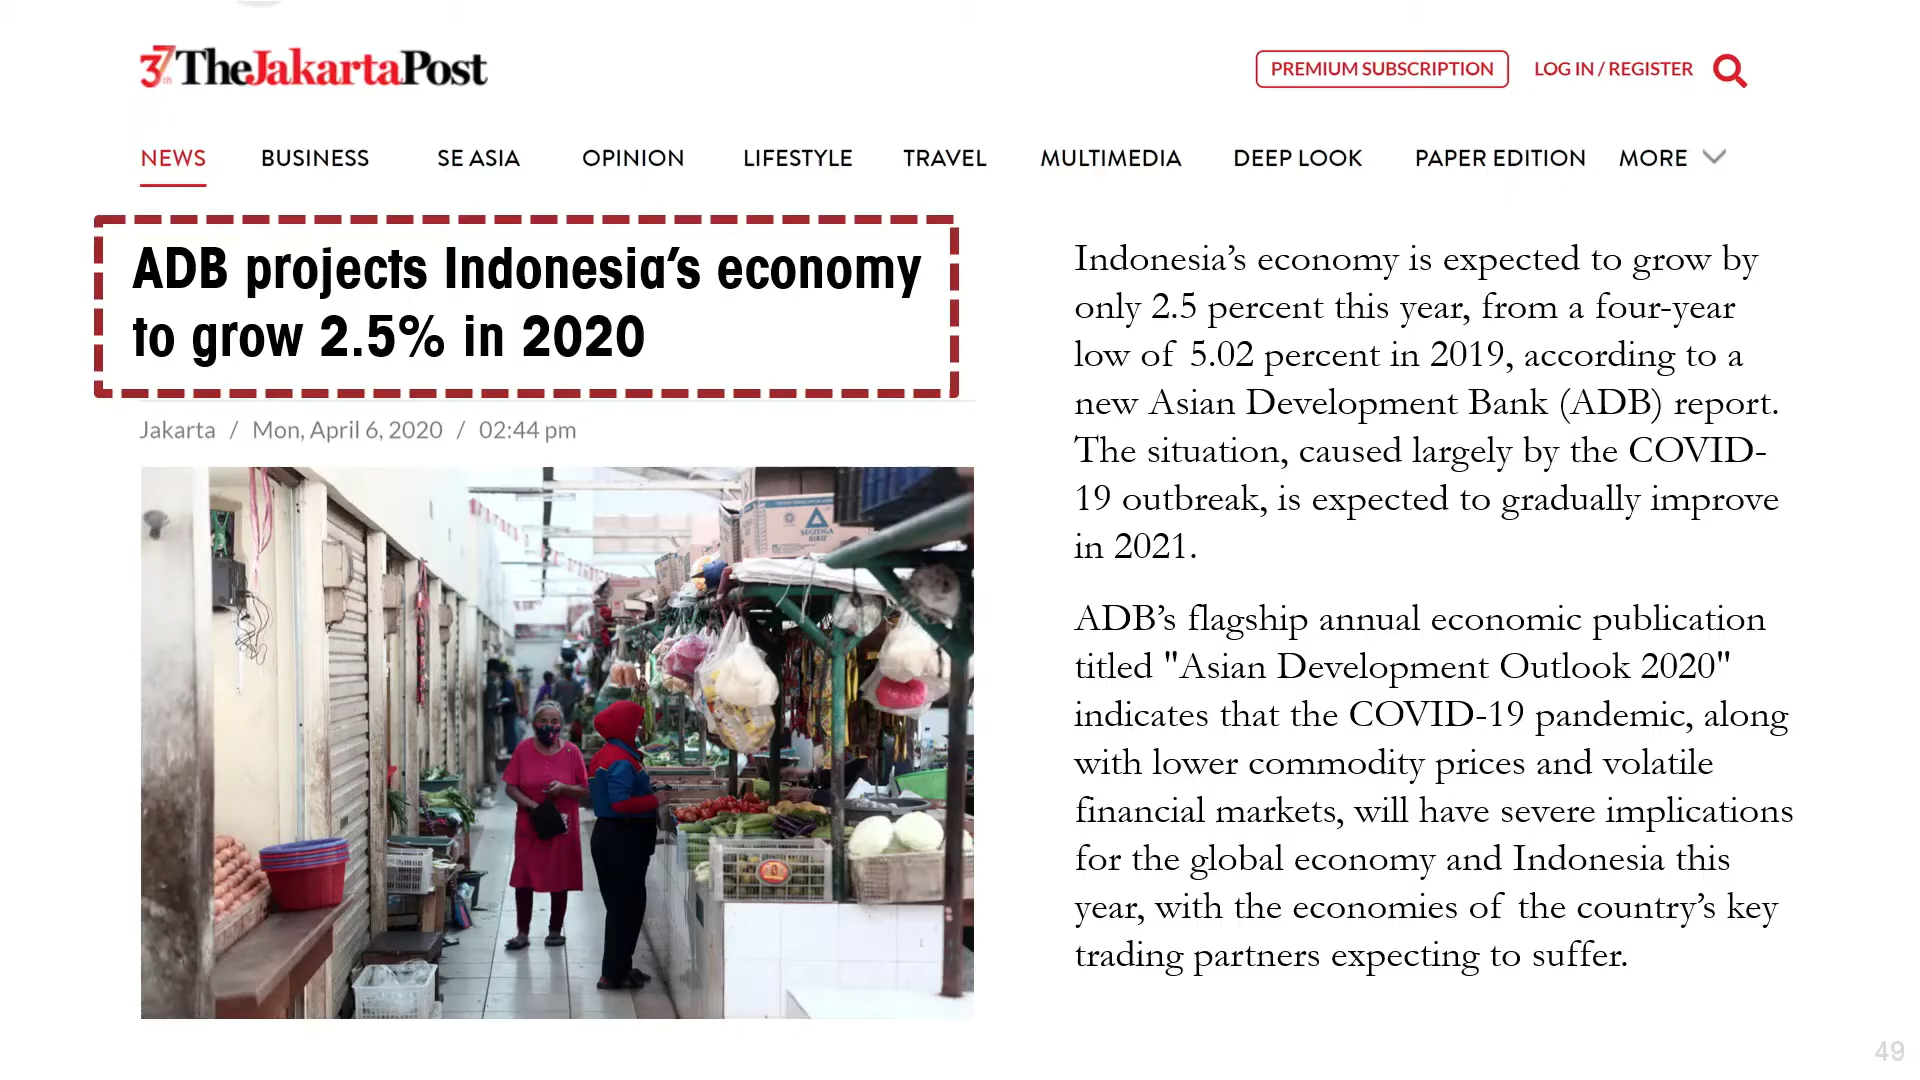 37th TheJakartaPost
PREMIUM SUBSCRIPTION
LOG IN / REGISTER
NEWS
BUSINESS
SE ASIA
OPINION
LIFESTYLE
TRAVEL
MULTIMEDIA
DEEP LOOK
PAPER EDITION
MORE
ADB projects Indonesia's economy
to grow 2.5% in 2020
Jakarta / Mon, April 6, 2020 / 02:44 pm
SEGITIGA
BIRU
Indonesia’s economy is expected to grow by
only 2.5 percent this year, from a four-year
low of 5.02 percent in 2019, according to a
new Asian Development Bank (ADB) report.
The situation, caused largely by the COVID-
19 outbreak, is expected to gradually improve
in 2021.
ADB’s flagship annual economic publication
titled "Asian Development Outlook 2020"
indicates that the COVID-19 pandemic, along
with lower commodity prices and volatile
financial markets, will have severe implications
for the global economy and Indonesia this
year, with the economies of the country’s key
trading partners expecting to suffer.
49